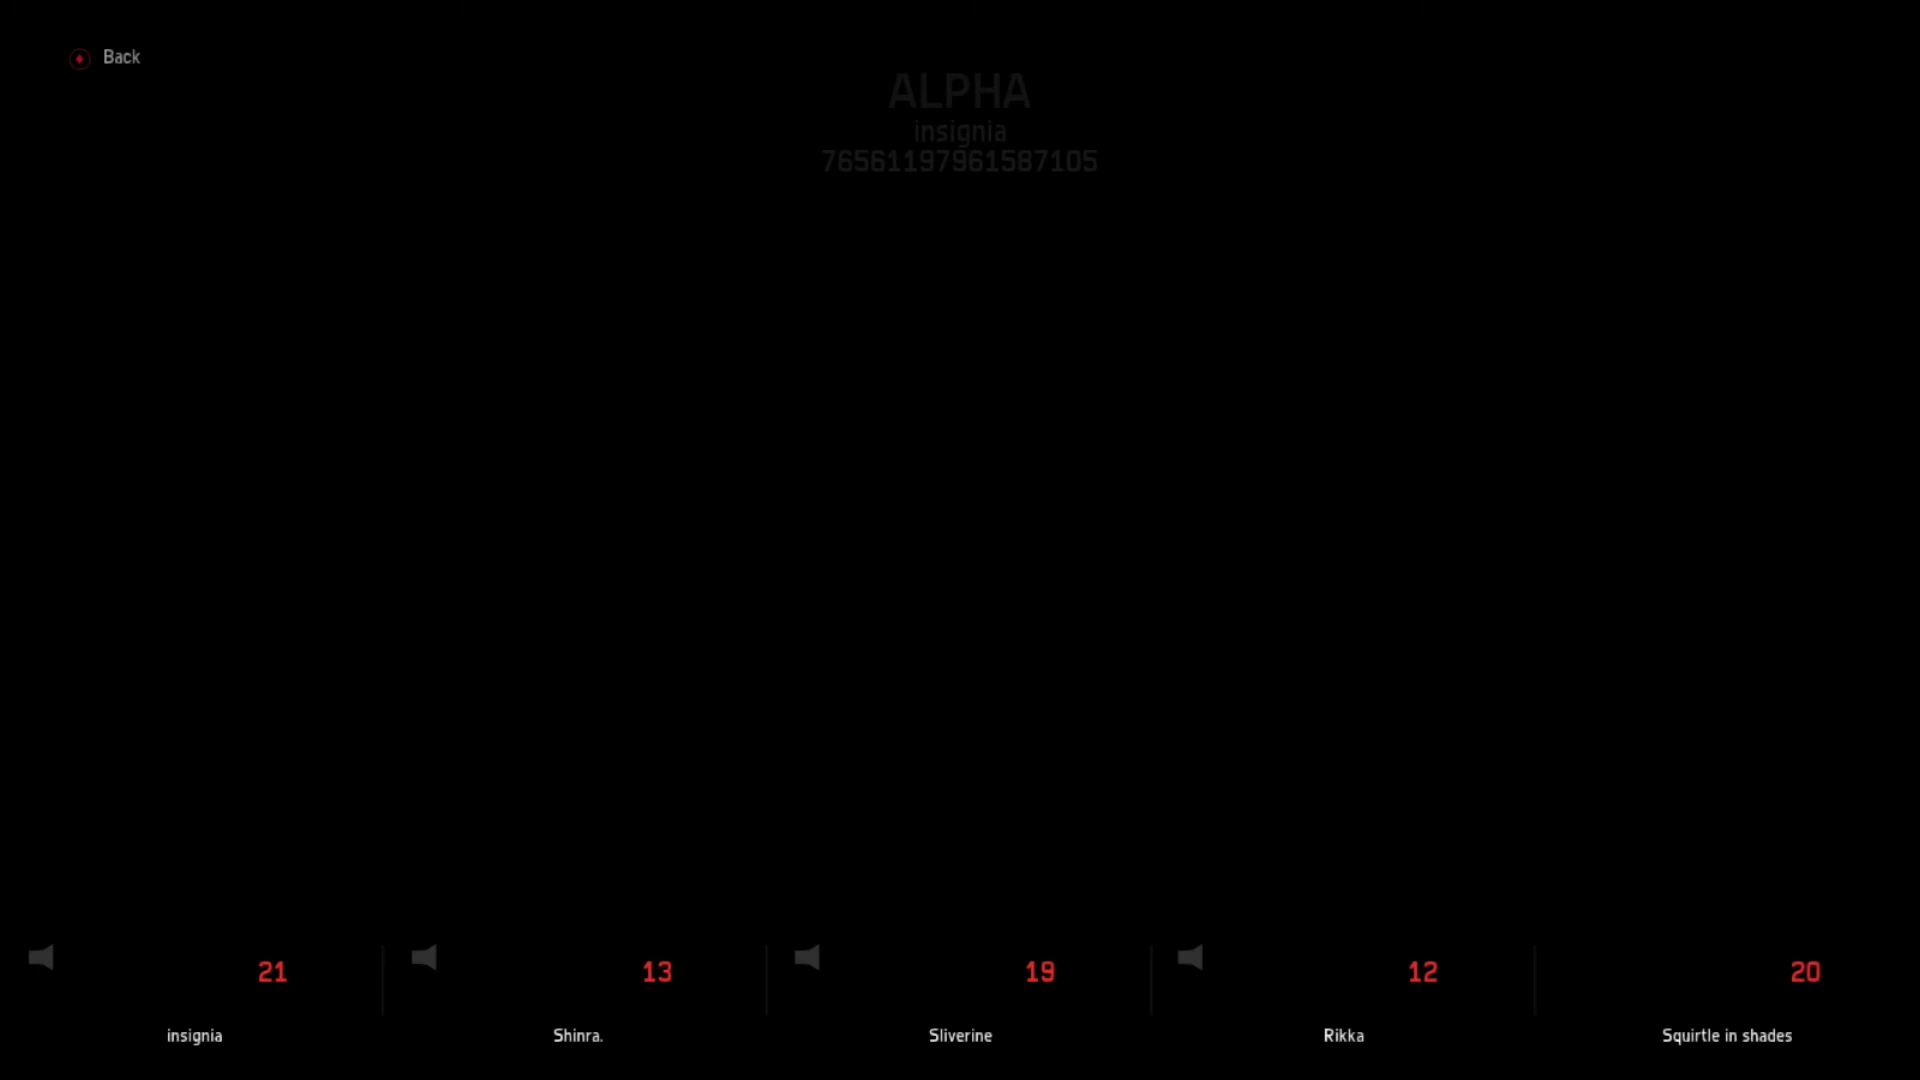 Back
ALPHA
insignia
76561197961587105
21
13
19
12
20
insignia
Shinra.
Sliverine
Rikka
Squirtle in shades